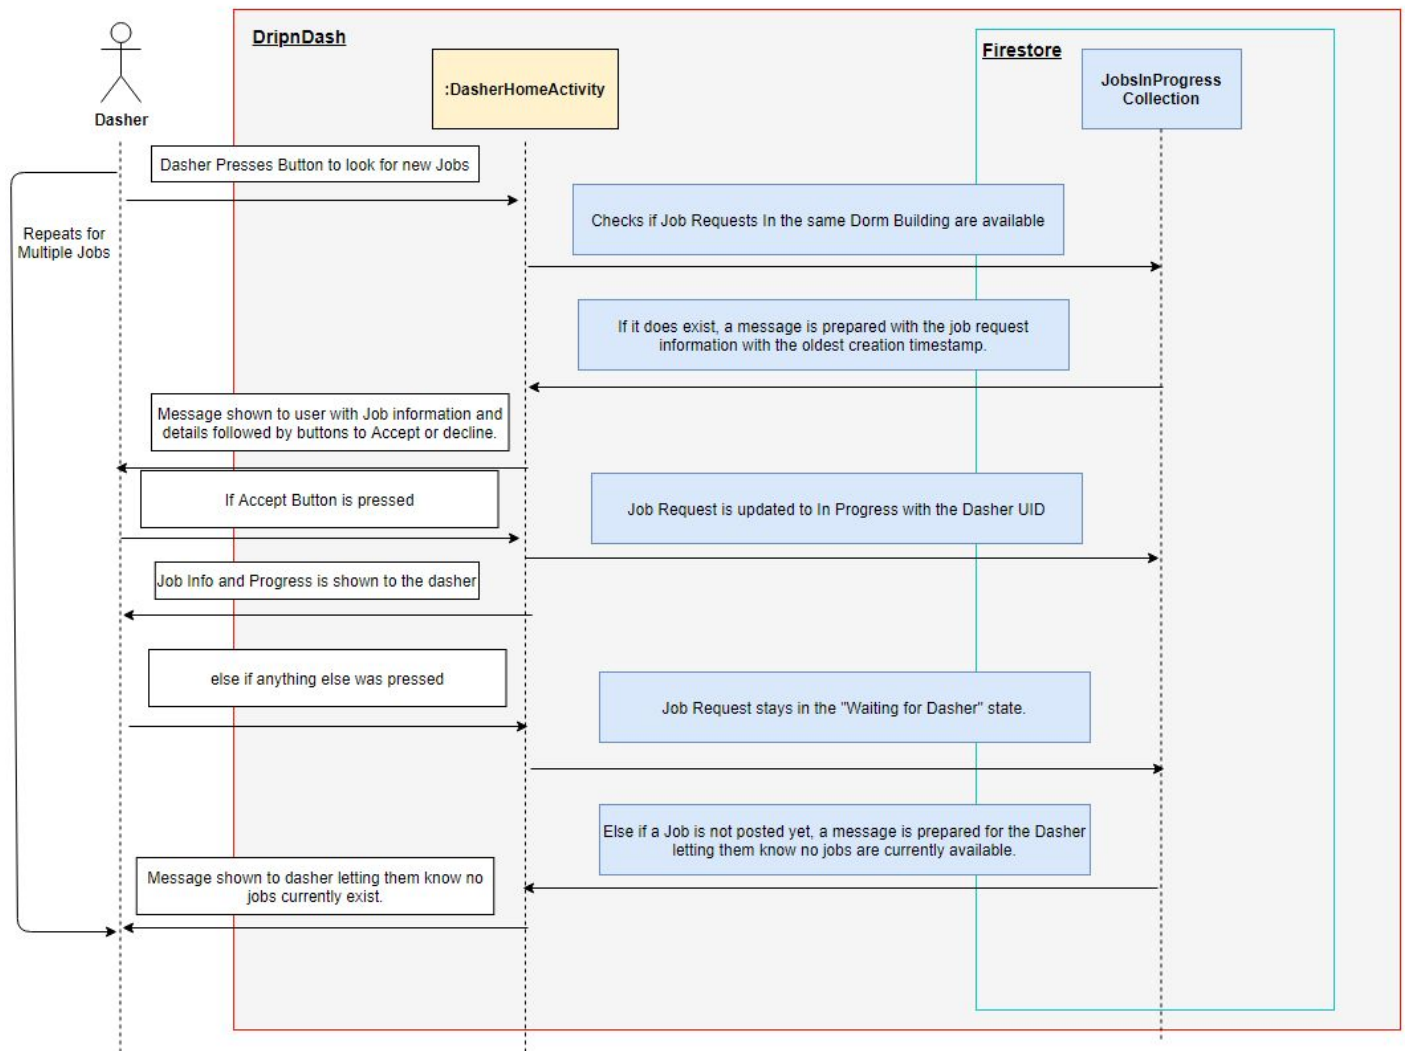 DripnDash
Firestore
:DasherHomeActivity
JobsInProgress
Collection
Dasher
Dasher Presses Button to look for new Jobs
Repeats for
Multiple Jobs
Checks if Job Requests In the same Dorm Building are available
If it does exist, a message is prepared with the job request
information with the oldest creation timestamp.
Message shown to user with Job information and
details followed by buttons to Accept or decline.
If Accept Button is pressed
Job Request is updated to In Progress with the Dasher UID
Job Info and Progress is shown to the dasher
else if anything else was pressed
Job Request stays in the "Waiting for Dasher" state.
Else if a Job is not posted yet, a message is prepared for the Dasher
letting them know no jobs are currently available.
Message shown to dasher letting them know no
jobs currently exist.